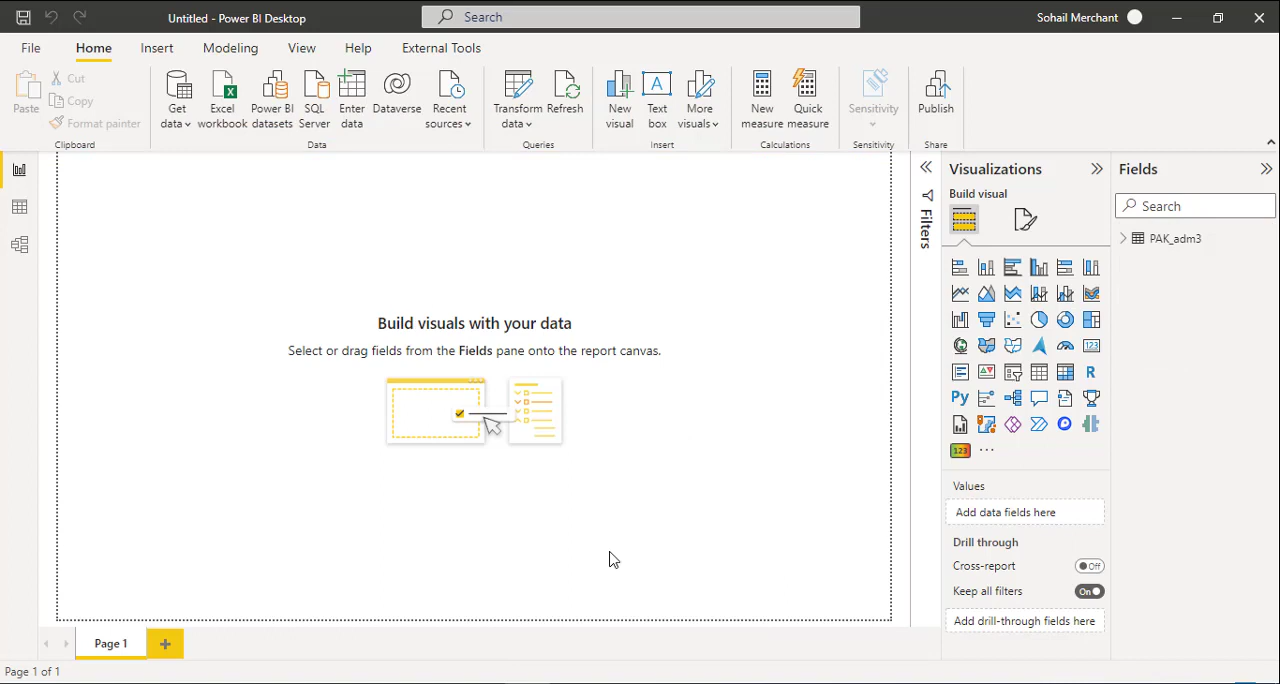 Untitled - Power BI Desktop
Search
Sohail Merchant
File Home Insert Modeling View Help External Tools
Paste
Cut
Copy
Format painter
Clipboard
Get data
Excel workbook
Power BI datasets
SQL Server
Enter data
Dataverse
Recent sources
Data
Transform data
Refresh
Queries
New visual
Text box
More visuals
Insert
New measure
Quick measure
Calculations
Sensitivity
Sensitivity
Publish
Share
Build visuals with your data
Select or drag fields from the Fields pane onto the report canvas.
Filters
Visualizations
Build visual
123
R
Py
123
...
Values
Add data fields here
Drill through
Cross-report
Off
Keep all filters
On
Add drill-through fields here
Fields
Search
PAK_adm3
Page 1
Page 1 of 1